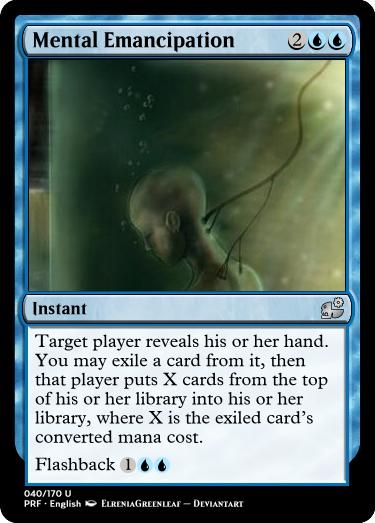 Mental Emancipation 2
Instant
Target player reveals his or her hand.
You may exile a card from it, then
that player puts X cards from the top
of his or her library into his or her
library, where X is the exiled card's
converted mana cost.
Flashback 1
040/170 U
PRF • English ElreniaGreenleaf — Deviantart